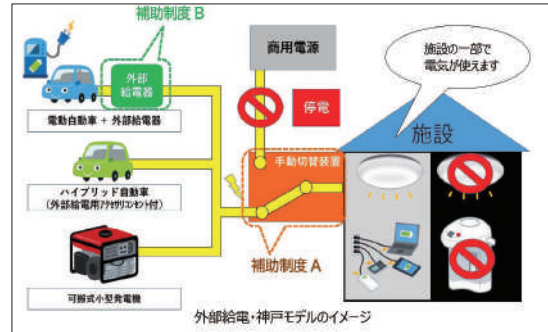 補助制度B
外部
給電器
電動自動車 + 外部給電器
ハイブリッド自動車
(外部給電用アクセサリコンセント付)
可搬式小型発電機
商用電源
停電
手動切替装置
補助制度A
施設の一部で
電気が使えます
施設
外部給電・神戸モデルのイメージ